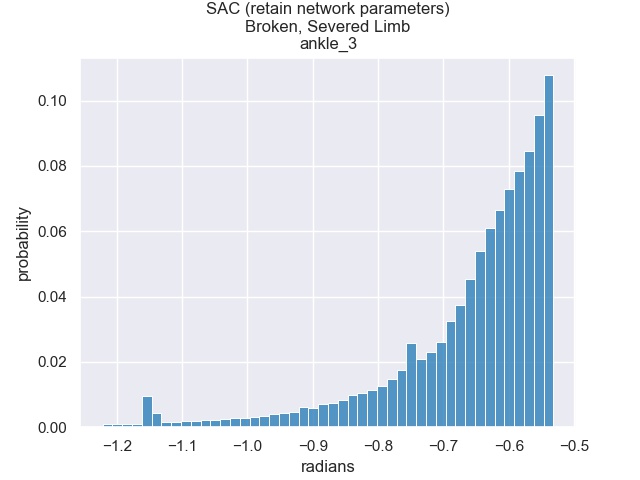 SAC (retain network parameters)
Broken, Severed Limb
ankle_3
probability
0.10
0.08
0.06
0.04
0.02
0.00
−1.2 −1.1 −1.0 −0.9 −0.8 −0.7 −0.6 −0.5
radians